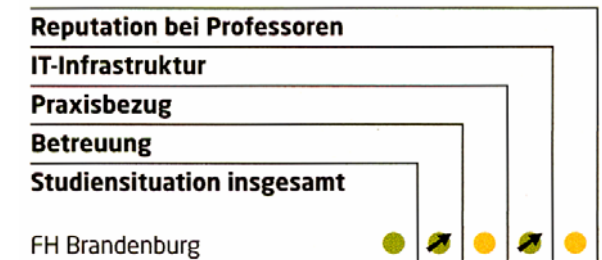 Reputation bei Professoren
IT-Infrastruktur
Praxisbezug
Betreuung
Studiensituation insgesamt
FH Brandenburg